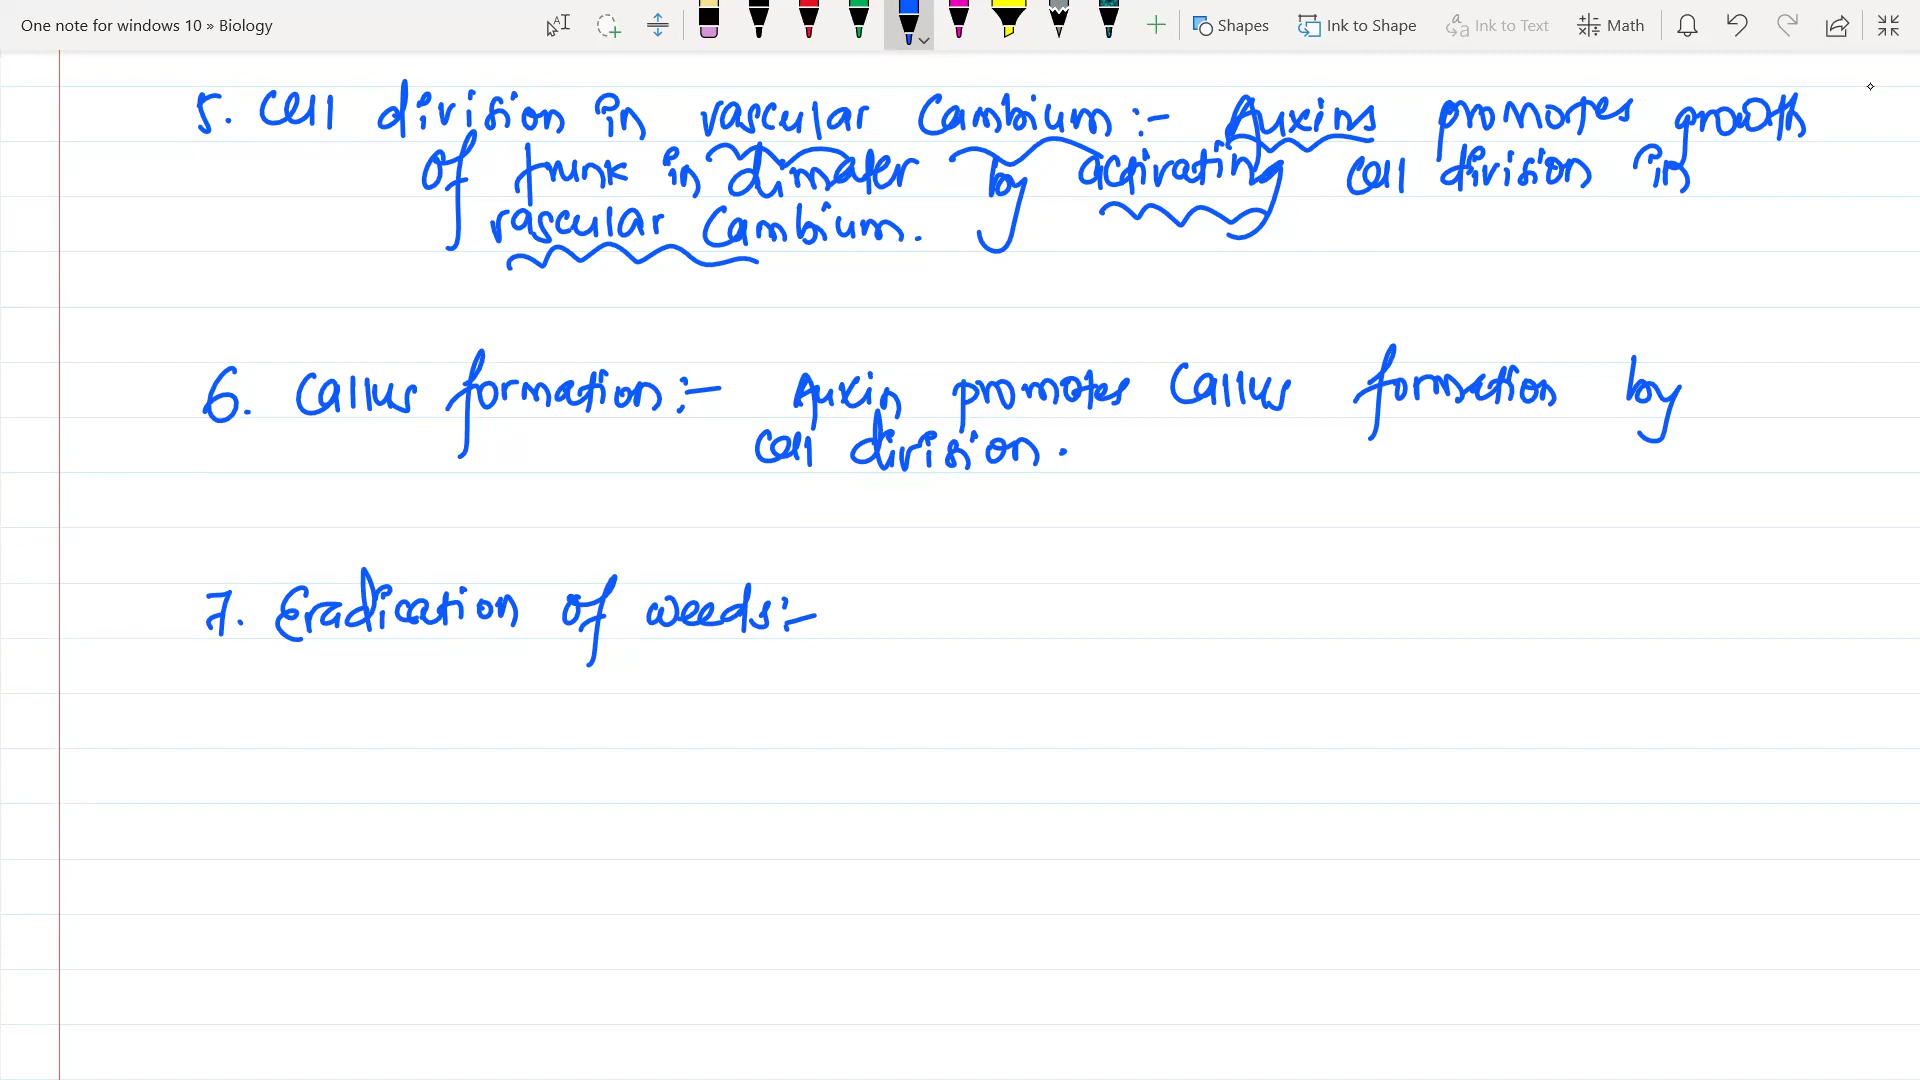 One note for windows 10 » Biology
Shapes Ink to Shape Ink to Text Math
5. Cell division in vascular Cambium:- Auxins promotes growth
of trunk in dimater by activating cell division in
vascular Cambium.
6. Callus formation:- Auxin promotes Callus formation by
cell division.
7. Eradication of weeds:-